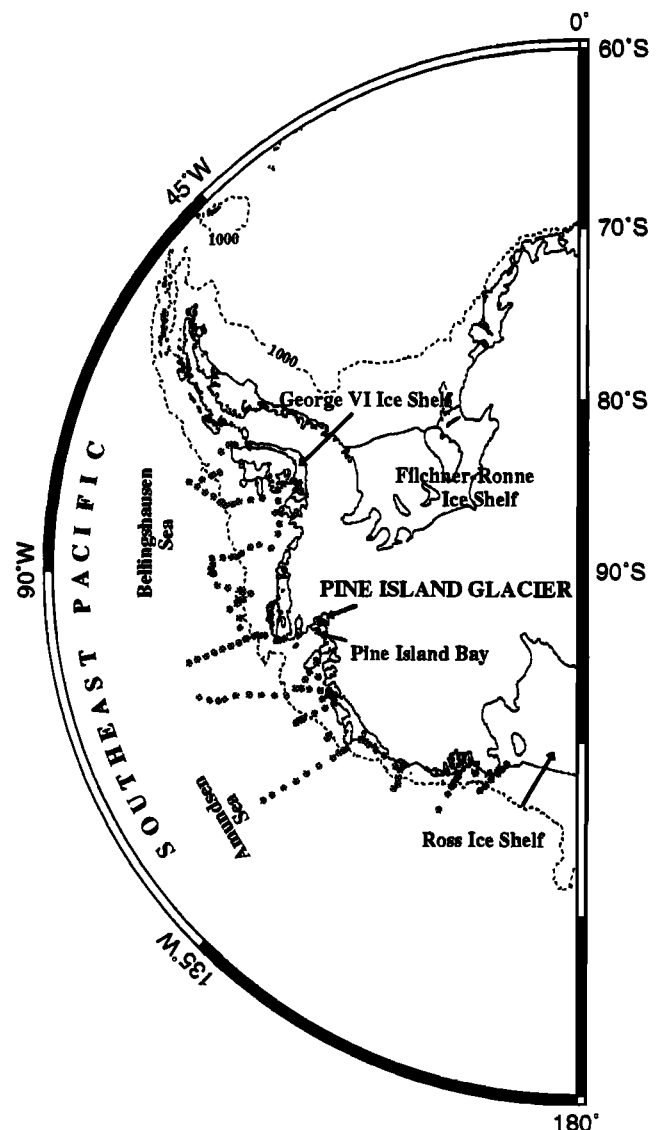 0°
60°S
45°W
1000
70°S
1000
80°S
George VI Ice Shelf
Filchner-Ronne
Ice Shelf
SOUTHEAST PACIFIC
Bellingshausen
Sea
90°W
90°S
PINE ISLAND GLACIER
Pine Island Bay
Amundsen
Sea
Ross Ice Shelf
135°W
180°